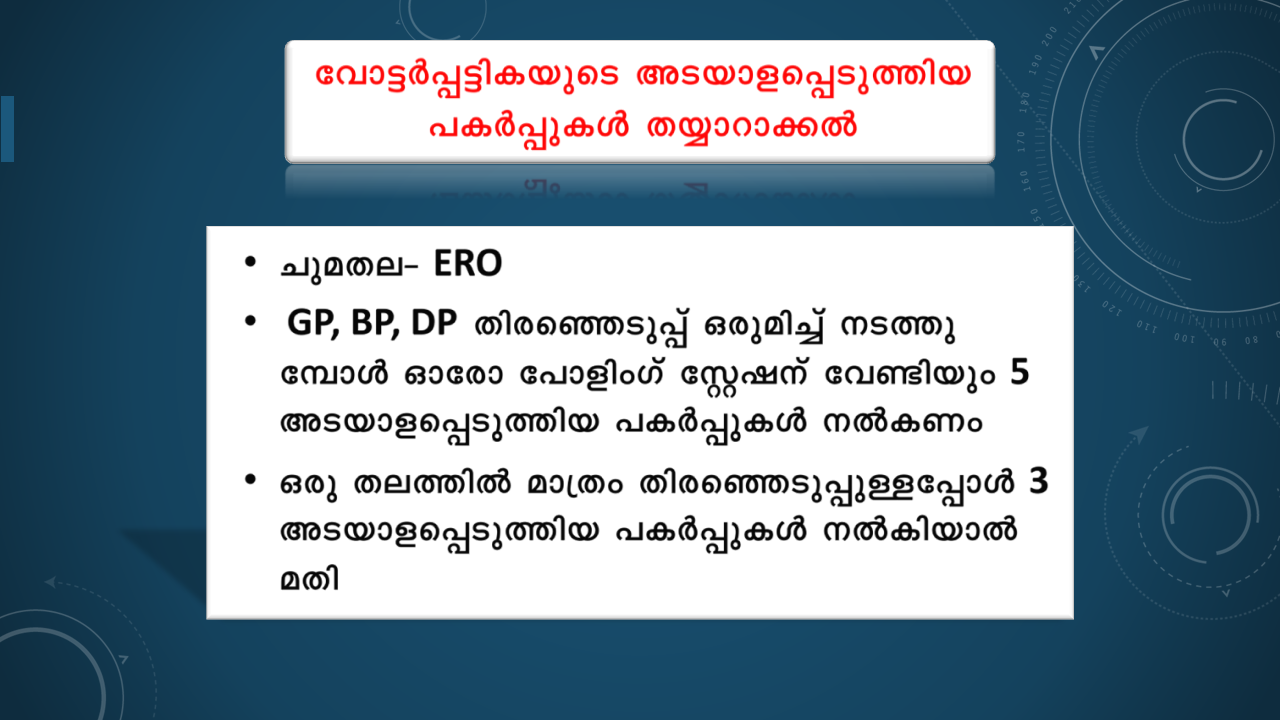 വോട്ടർപ്പട്ടികയുടെ അടയാളപ്പെടുത്തിയ
പകർപ്പുകൾ തയ്യാറാക്കൽ
• ചുമതല– ERO
• GP, BP, DP തിരഞ്ഞെടുപ്പ് ഒരുമിച്ച് നടത്തു
മ്പോൾ ഓരോ പോളിംഗ് സ്റ്റേഷന് വേണ്ടിയും 5
അടയാളപ്പെടുത്തിയ പകർപ്പുകൾ നൽകണം
• ഒരു തലത്തിൽ മാത്രം തിരഞ്ഞെടുപ്പുള്ളപ്പോൾ 3
അടയാളപ്പെടുത്തിയ പകർപ്പുകൾ നൽകിയാൽ
മതി